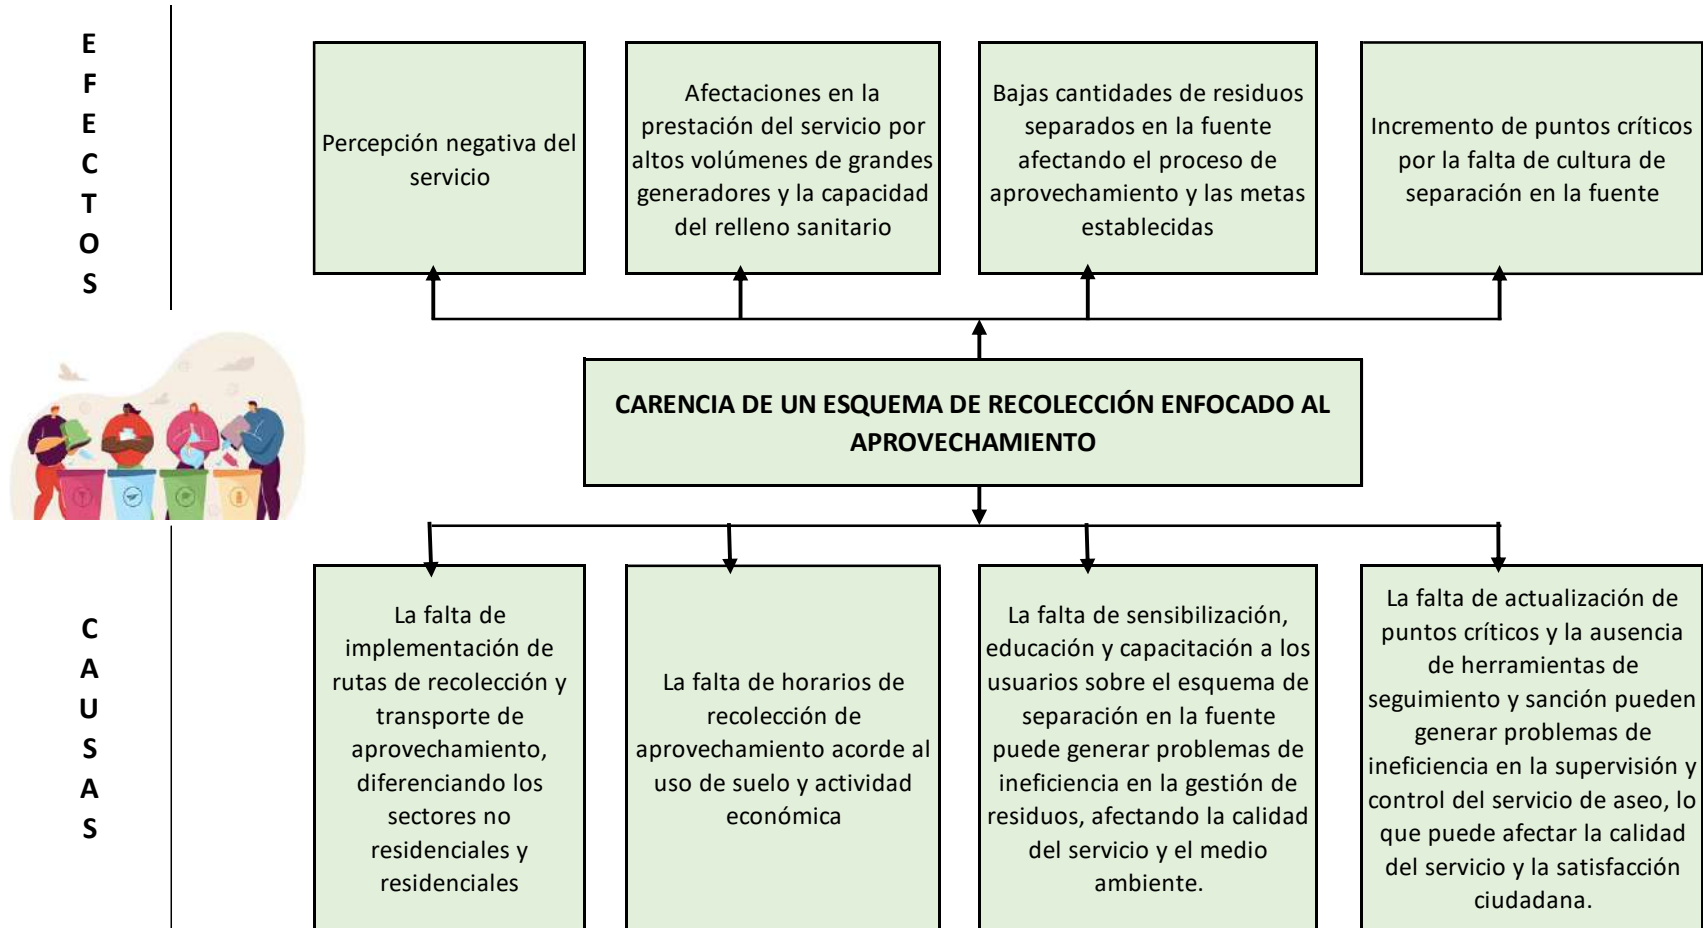 EFECTOS
Percepción negativa del
servicio
Afectaciones en la
prestación del servicio por
altos volúmenes de grandes
generadores y la capacidad
del relleno sanitario
Bajas cantidades de residuos
separados en la fuente
afectando el proceso de
aprovechamiento y las metas
establecidas
Incremento de puntos críticos
por la falta de cultura de
separación en la fuente
CARENCIA DE UN ESQUEMA DE RECOLECCIÓN ENFOCADO AL
APROVECHAMIENTO
CAUSAS
La falta de
implementación de
rutas de recolección y
transporte de
aprovechamiento,
diferenciando los
sectores no
residenciales y
residenciales
La falta de horarios de
recolección de
aprovechamiento acorde al
uso de suelo y actividad
económica
La falta de sensibilización,
educación y capacitación a los
usuarios sobre el esquema de
separación en la fuente
puede generar problemas de
ineficiencia en la gestión de
residuos, afectando la calidad
del servicio y el medio
ambiente.
La falta de actualización de
puntos críticos y la ausencia
de herramientas de
seguimiento y sanción pueden
generar problemas de
ineficiencia en la supervisión y
control del servicio de aseo, lo
que puede afectar la calidad
del servicio y la satisfacción
ciudadana.